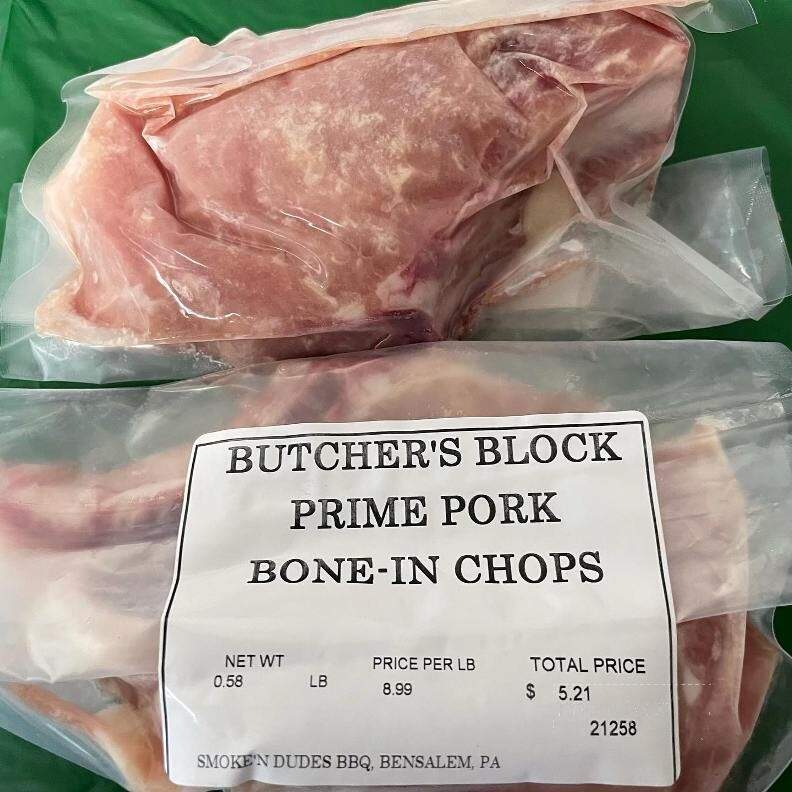 BUTCHER'S BLOCK
PRIME PORK
BONE-IN CHOPS
NET WT PRICE PER LB TOTAL PRICE
0.58 LB 8.99 $ 5.21
21258
SMOKE'N DUDES BBQ, BENSALEM, PA